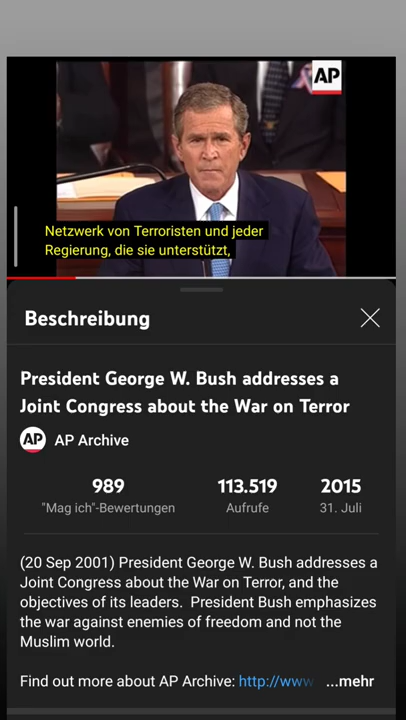 AP
Netzwerk von Terroristen und jeder
Regierung, die sie unterstützt,
Beschreibung
President George W. Bush addresses a
Joint Congress about the War on Terror
AP AP Archive
989 113.519 2015
"Mag ich"-Bewertungen Aufrufe 31. Juli
(20 Sep 2001) President George W. Bush addresses a
Joint Congress about the War on Terror, and the
objectives of its leaders. President Bush emphasizes
the war against enemies of freedom and not the
Muslim world.
Find out more about AP Archive: http://www ...mehr